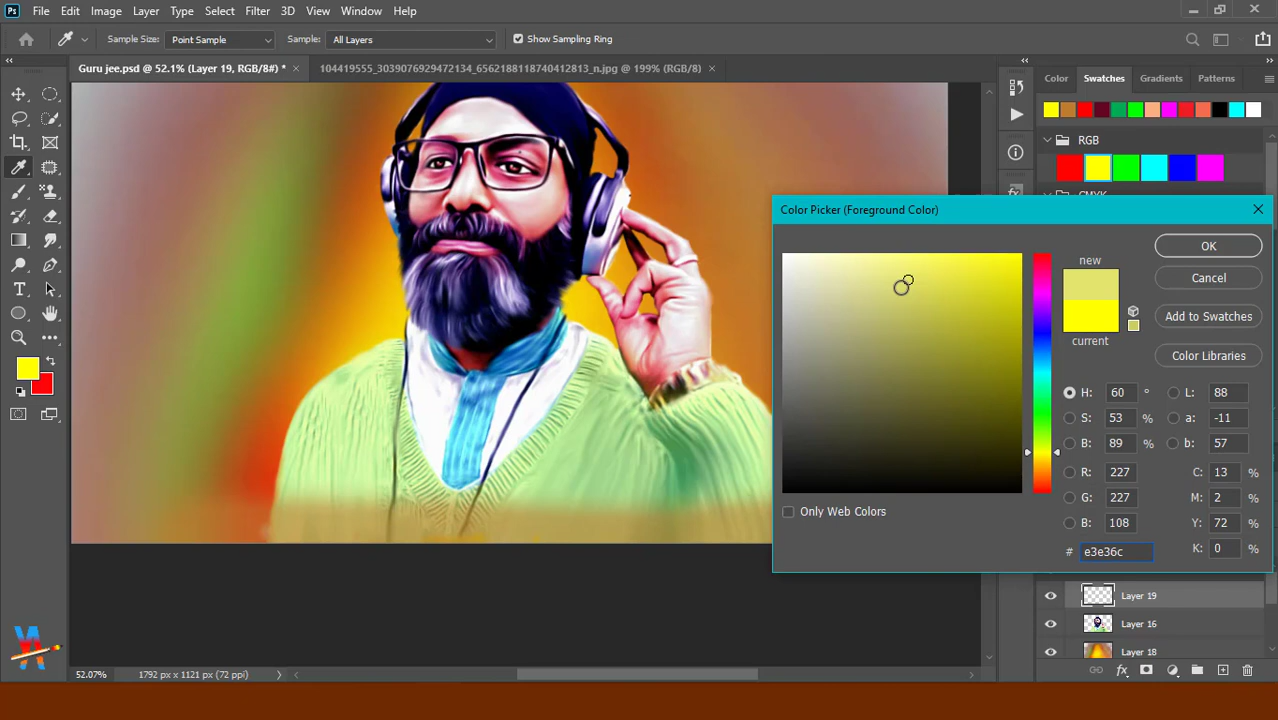 Ps File Edit Image Layer Type Select Filter 3D View Window Help
Sample Size: Point Sample Sample: All Layers Show Sampling Ring
Guru jee.psd @ 52.1% (Layer 19, RGB/8#) * × 104419555_3039076929472134_6562188118740412813_n.jpg @ 199% (RGB/8) ×
Color Swatches Gradients Patterns
RGB
CMYK
Color Picker (Foreground Color)
new
current
OK
Cancel
Add to Swatches
Color Libraries
H: 60 ° L: 88
S: 53 % a: -11
B: 89 % b: 57
R: 227 C: 13 %
G: 227 M: 2 %
B: 108 Y: 72 %
# e3e36c K: 0 %
Only Web Colors
Layer 19
Layer 16
Layer 18
52.07% 1792 px x 1121 px (72 ppi)